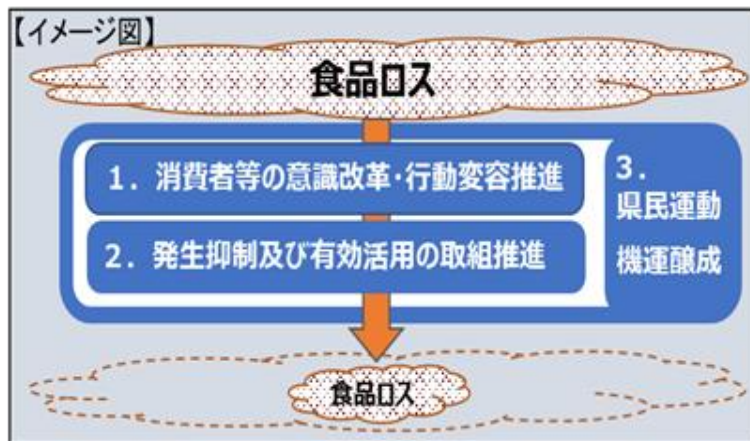 【イメージ図】
食品ロス
1．消費者等の意識改革・行動変容推進
2．発生抑制及び有効活用の取組推進
3．
県民運動
機運醸成
食品ロス